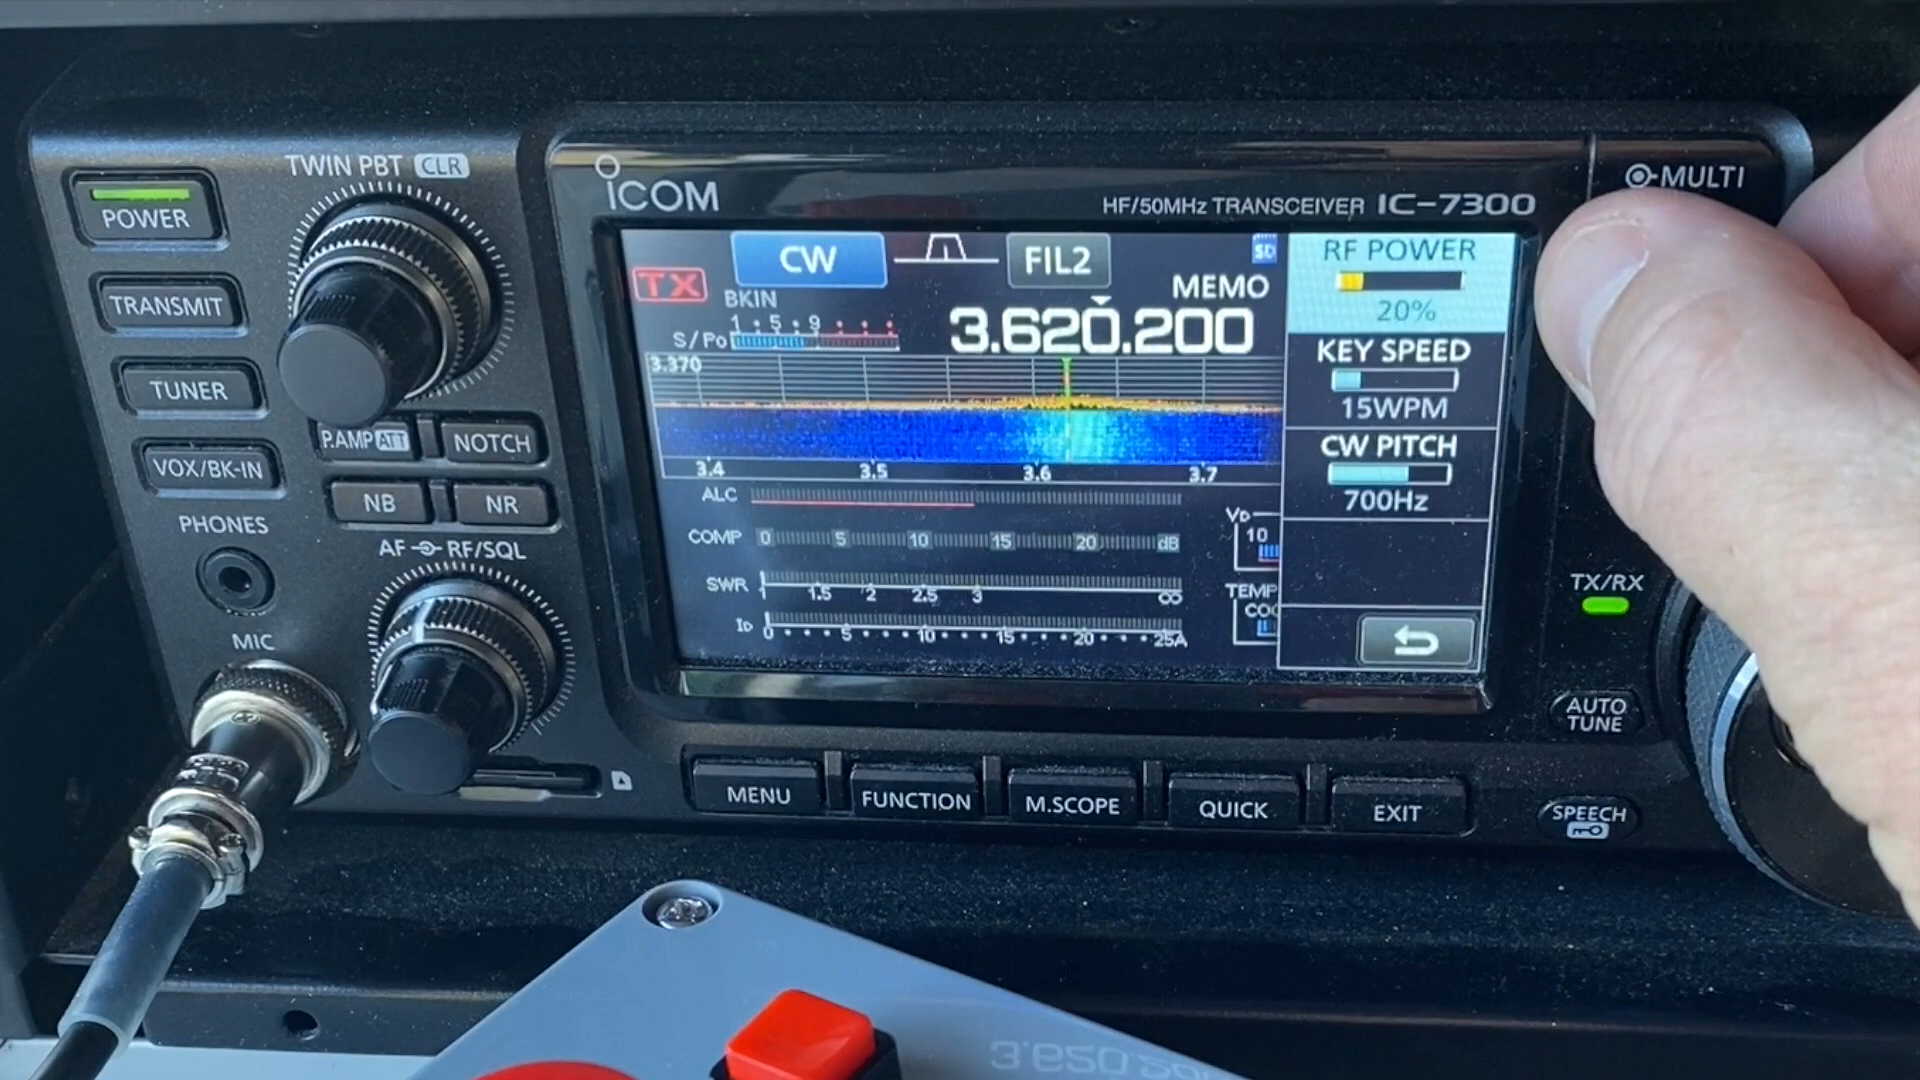 TWIN PBT CLR
POWER
TRANSMIT
TUNER
VOX/BK-IN
P.AMP ATT
NOTCH
NB
NR
PHONES
AF RF/SQL
MIC
ICOM
HF/50MHz TRANSCEIVER IC-7300
MULTI
CW
FIL2
SD
TX
BKIN
MEMO
1 5 9
S/Po
3.620.200
3.370
3.4 3.5 3.6 3.7
ALC
COMP 0 5 10 15 20 dB
SWR 1 1.5 2 2.5 3 ∞
ID 0 5 10 15 20 25A
VD
10
TEMP
RF POWER
20%
KEY SPEED
15WPM
CW PITCH
700Hz
TX/RX
AUTO
TUNE
SPEECH
MENU
FUNCTION
M.SCOPE
QUICK
EXIT